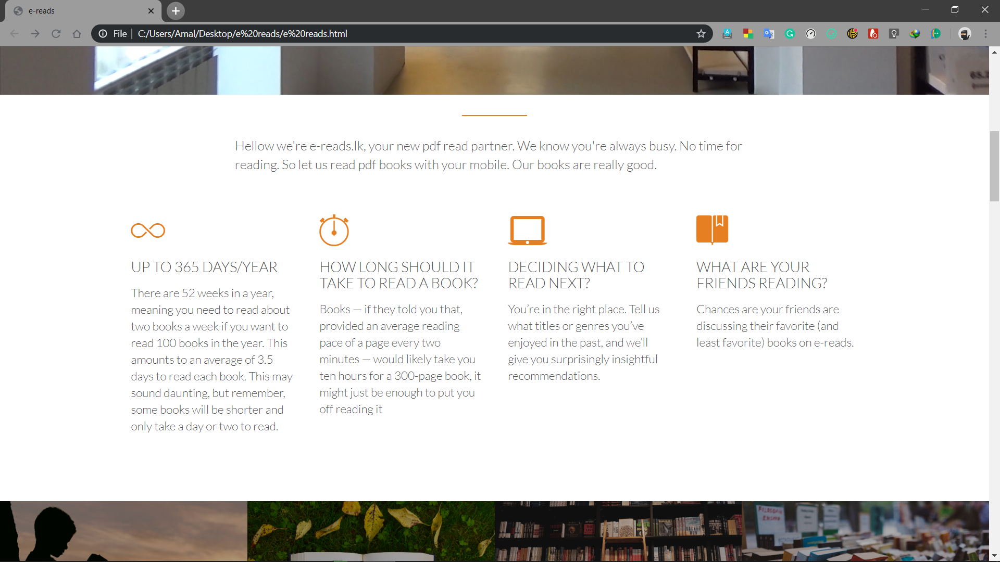 e-reads
File | C:/Users/Amal/Desktop/e%20reads/e%20reads.html
Hellow we're e-reads.lk, your new pdf read partner. We know you're always busy. No time for
reading. So let us read pdf books with your mobile. Our books are really good.
UP TO 365 DAYS/YEAR
There are 52 weeks in a year,
meaning you need to read about
two books a week if you want to
read 100 books in the year. This
amounts to an average of 3.5
days to read each book. This may
sound daunting, but remember,
some books will be shorter and
only take a day or two to read.
HOW LONG SHOULD IT
TAKE TO READ A BOOK?
Books — if they told you that,
provided an average reading
pace of a page every two
minutes — would likely take you
ten hours for a 300-page book, it
might just be enough to put you
off reading it
DECIDING WHAT TO
READ NEXT?
You’re in the right place. Tell us
what titles or genres you’ve
enjoyed in the past, and we’ll
give you surprisingly insightful
recommendations.
WHAT ARE YOUR
FRIENDS READING?
Chances are your friends are
discussing their favorite (and
least favorite) books on e-reads.